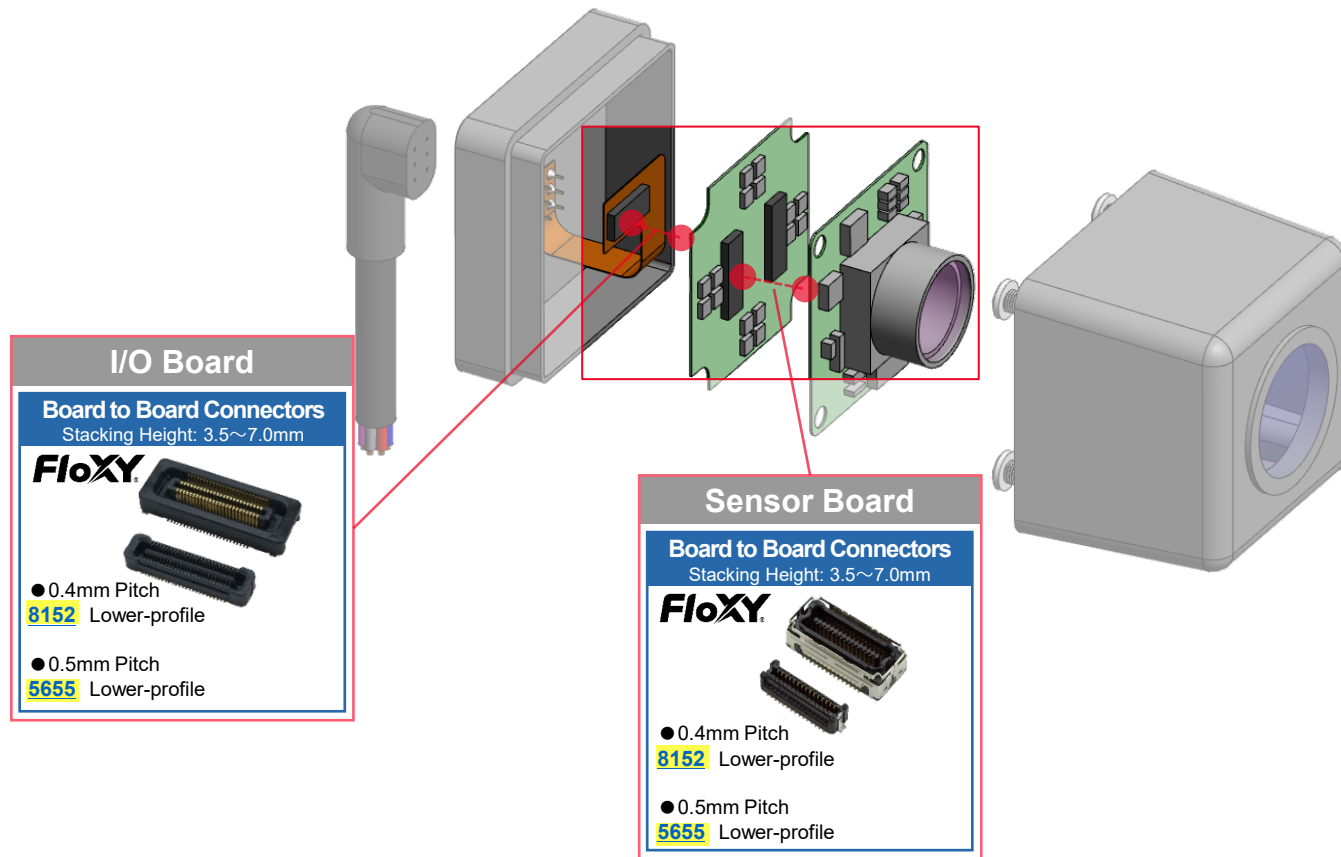 I/O Board
Board to Board Connectors
Stacking Height: 3.5～7.0mm
FloXY®
●0.4mm Pitch
8152 Lower-profile
●0.5mm Pitch
5655 Lower-profile
Sensor Board
Board to Board Connectors
Stacking Height: 3.5～7.0mm
FloXY®
●0.4mm Pitch
8152 Lower-profile
●0.5mm Pitch
5655 Lower-profile